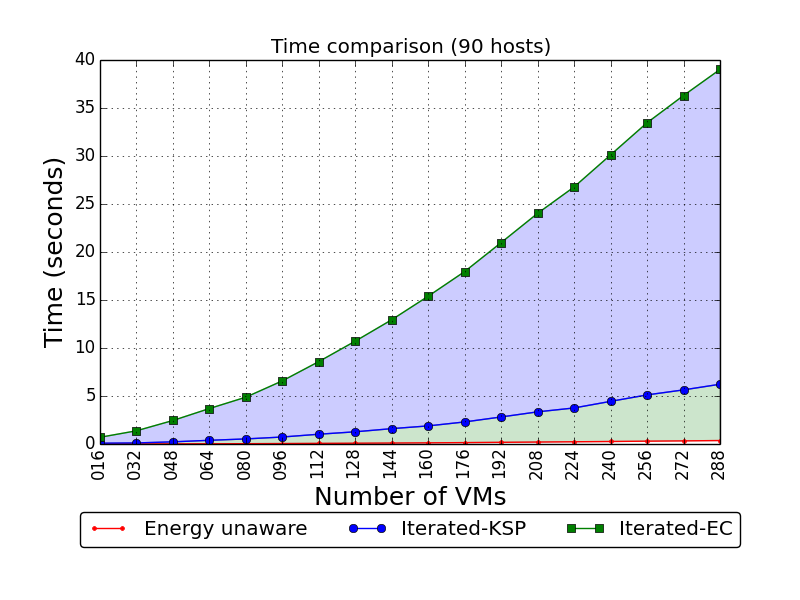 Time comparison (90 hosts)
40
35
30
25
20
15
10
5
0
Time (seconds)
016 032 048 064 080 096 112 128 144 160 176 192 208 224 240 256 272 288
Number of VMs
Energy unaware Iterated-KSP Iterated-EC